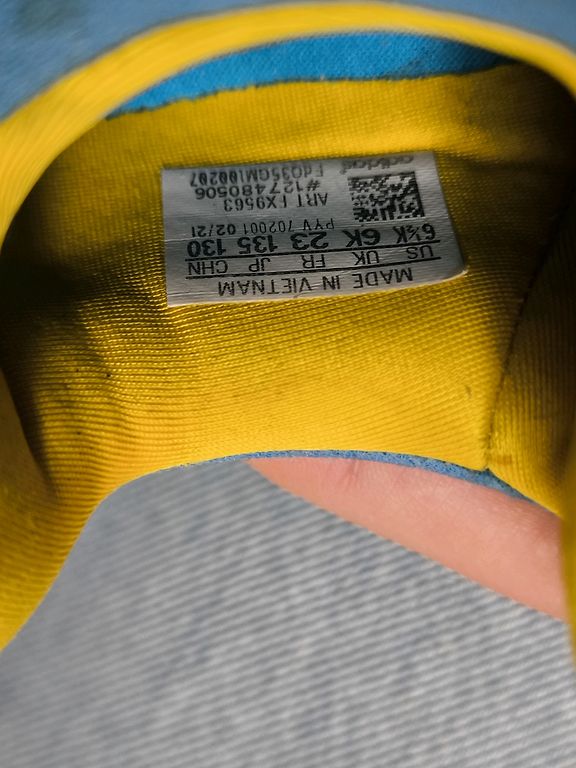 MADE IN VIETNAM
US UK FR JP CHN
6½K 6K 23 135 130
PYV 702001 02/21
ART FX9563
#127480506
adidas